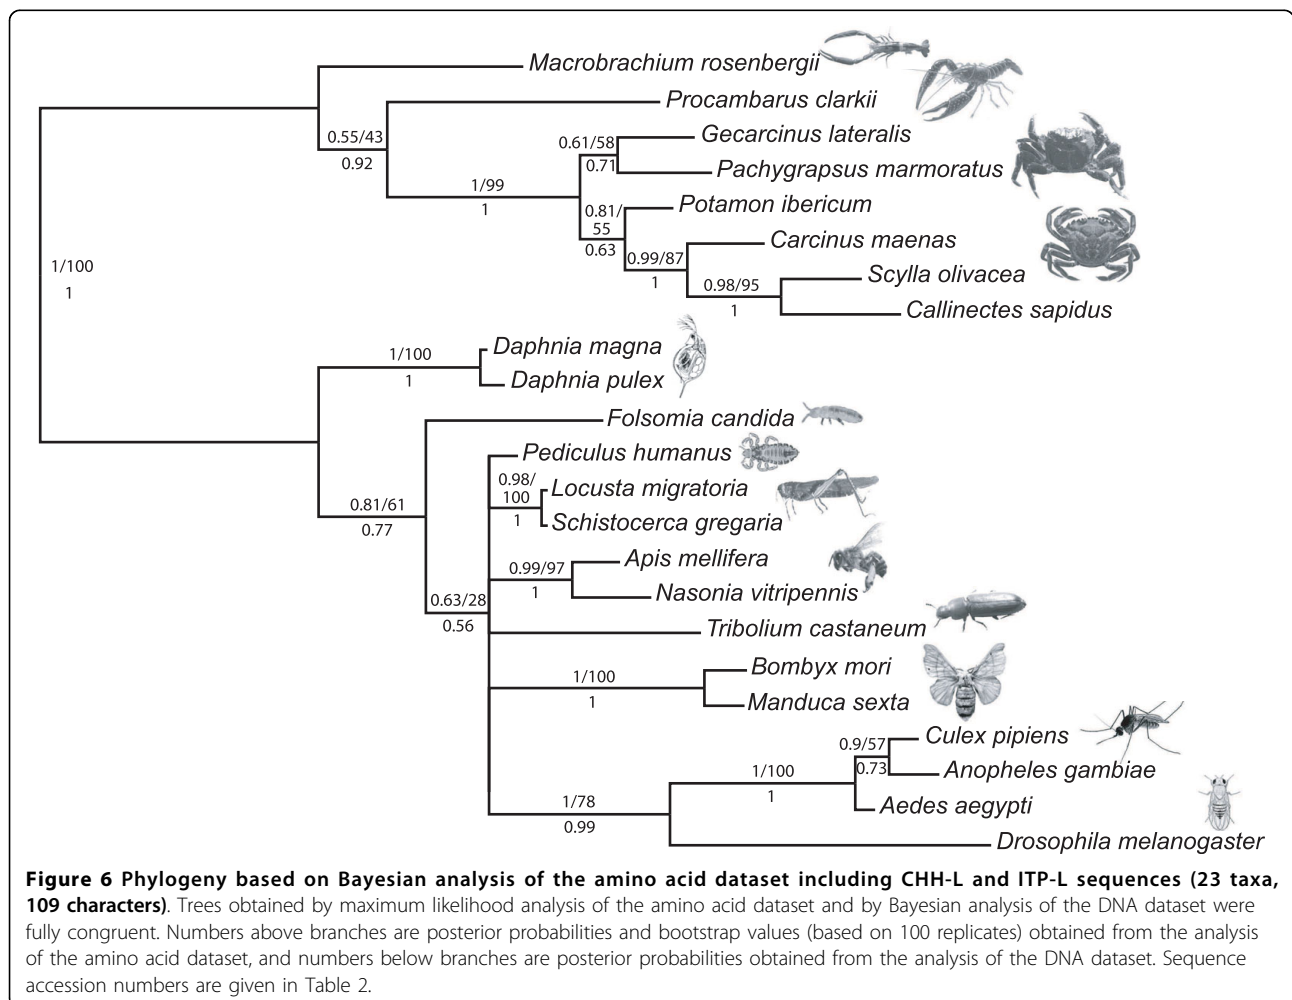 Macrobrachium rosenbergii
Procambarus clarkii
0.55/43
0.92
Gecarcinus lateralis
0.61/58
0.71
Pachygrapsus marmoratus
1/99
1
Potamon ibericum
0.81/
55
0.63
Carcinus maenas
0.99/87
1
Scylla olivacea
0.98/95
1
Callinectes sapidus
1/100
1
Daphnia magna
1/100
1
Daphnia pulex
Folsomia candida
Pediculus humanus
0.98/
100
1
Locusta migratoria
Schistocerca gregaria
0.81/61
0.77
Apis mellifera
0.99/97
1
Nasonia vitripennis
0.63/28
0.56
Tribolium castaneum
Bombyx mori
1/100
1
Manduca sexta
Culex pipiens
0.9/57
0.73
Anopheles gambiae
1/100
1
Aedes aegypti
1/78
0.99
Drosophila melanogaster
Figure 6 Phylogeny based on Bayesian analysis of the amino acid dataset including CHH-L and ITP-L sequences (23 taxa,
109 characters). Trees obtained by maximum likelihood analysis of the amino acid dataset and by Bayesian analysis of the DNA dataset were
fully congruent. Numbers above branches are posterior probabilities and bootstrap values (based on 100 replicates) obtained from the analysis
of the amino acid dataset, and numbers below branches are posterior probabilities obtained from the analysis of the DNA dataset. Sequence
accession numbers are given in Table 2.